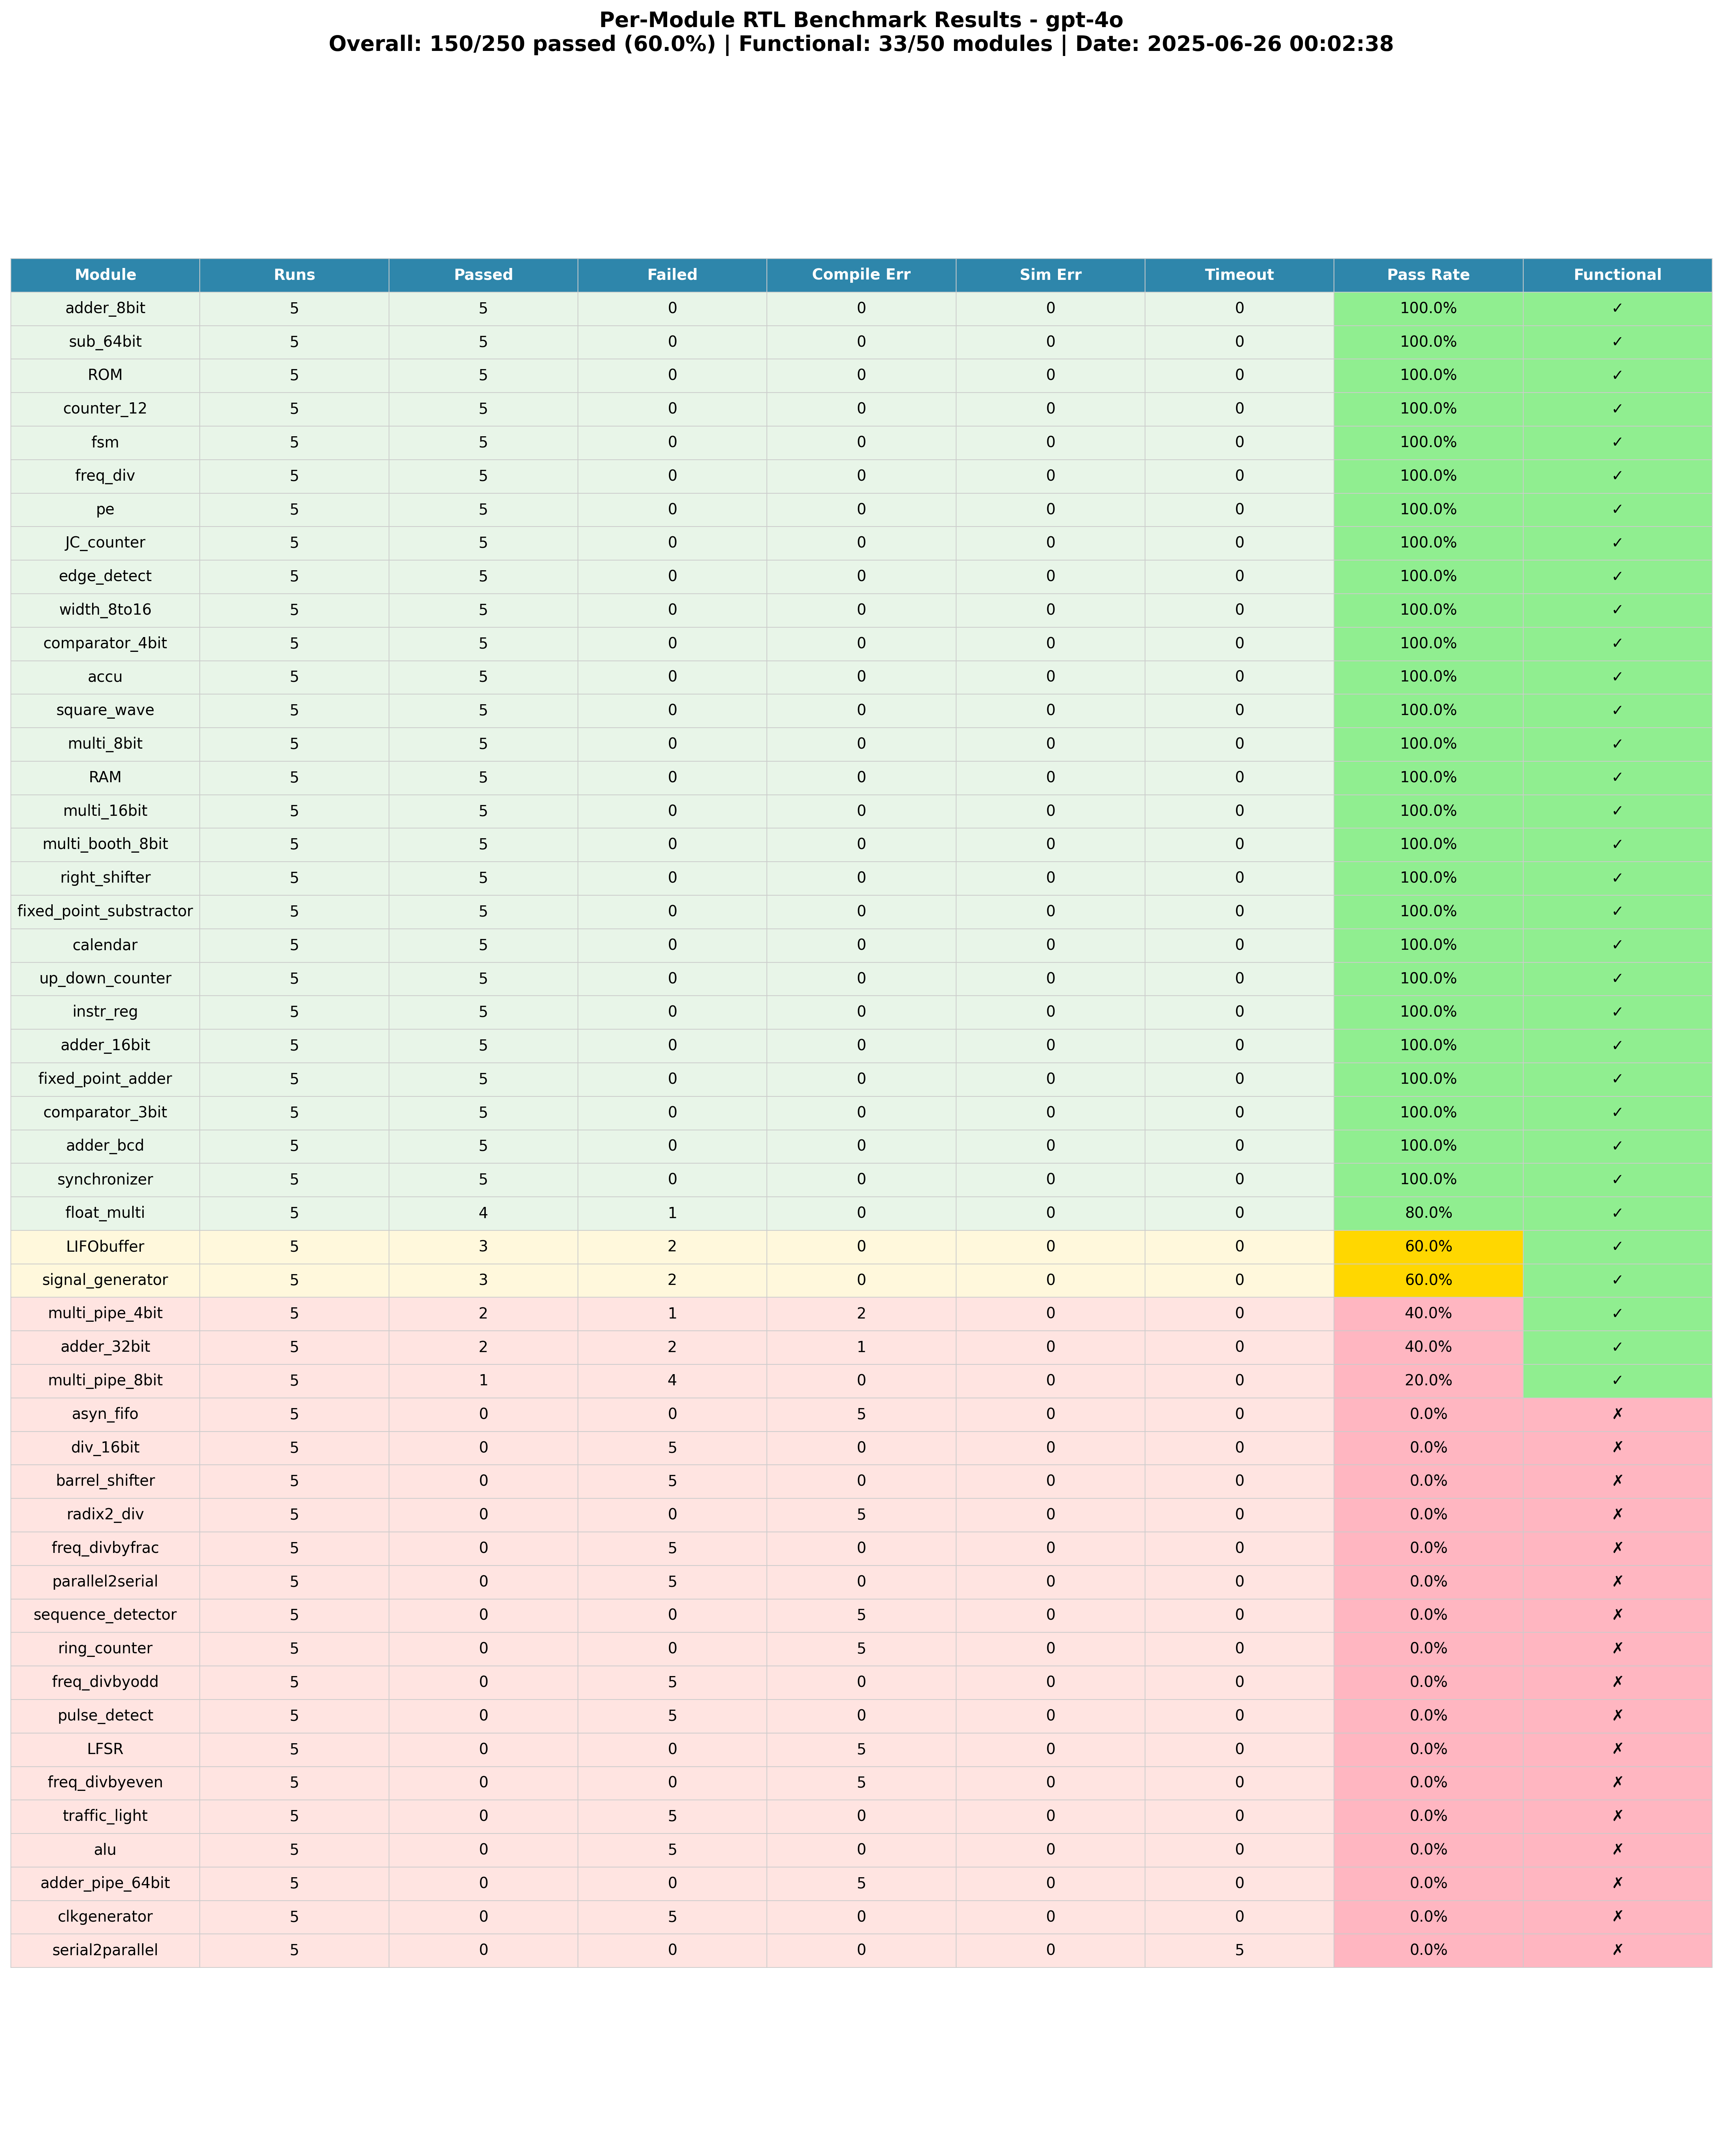 Per-Module RTL Benchmark Results - gpt-4o
Overall: 150/250 passed (60.0%) | Functional: 33/50 modules | Date: 2025-06-26 00:02:38
Module Runs Passed Failed Compile Err Sim Err Timeout Pass Rate Functional
adder_8bit 5 5 0 0 0 0 100.0% ✓
sub_64bit 5 5 0 0 0 0 100.0% ✓
ROM 5 5 0 0 0 0 100.0% ✓
counter_12 5 5 0 0 0 0 100.0% ✓
fsm 5 5 0 0 0 0 100.0% ✓
freq_div 5 5 0 0 0 0 100.0% ✓
pe 5 5 0 0 0 0 100.0% ✓
JC_counter 5 5 0 0 0 0 100.0% ✓
edge_detect 5 5 0 0 0 0 100.0% ✓
width_8to16 5 5 0 0 0 0 100.0% ✓
comparator_4bit 5 5 0 0 0 0 100.0% ✓
accu 5 5 0 0 0 0 100.0% ✓
square_wave 5 5 0 0 0 0 100.0% ✓
multi_8bit 5 5 0 0 0 0 100.0% ✓
RAM 5 5 0 0 0 0 100.0% ✓
multi_16bit 5 5 0 0 0 0 100.0% ✓
multi_booth_8bit 5 5 0 0 0 0 100.0% ✓
right_shifter 5 5 0 0 0 0 100.0% ✓
fixed_point_substractor 5 5 0 0 0 0 100.0% ✓
calendar 5 5 0 0 0 0 100.0% ✓
up_down_counter 5 5 0 0 0 0 100.0% ✓
instr_reg 5 5 0 0 0 0 100.0% ✓
adder_16bit 5 5 0 0 0 0 100.0% ✓
fixed_point_adder 5 5 0 0 0 0 100.0% ✓
comparator_3bit 5 5 0 0 0 0 100.0% ✓
adder_bcd 5 5 0 0 0 0 100.0% ✓
synchronizer 5 5 0 0 0 0 100.0% ✓
float_multi 5 4 1 0 0 0 80.0% ✓
LIFObuffer 5 3 2 0 0 0 60.0% ✓
signal_generator 5 3 2 0 0 0 60.0% ✓
multi_pipe_4bit 5 2 1 2 0 0 40.0% ✓
adder_32bit 5 2 2 1 0 0 40.0% ✓
multi_pipe_8bit 5 1 4 0 0 0 20.0% ✓
asyn_fifo 5 0 0 5 0 0 0.0% ✗
div_16bit 5 0 5 0 0 0 0.0% ✗
barrel_shifter 5 0 5 0 0 0 0.0% ✗
radix2_div 5 0 0 5 0 0 0.0% ✗
freq_divbyfrac 5 0 5 0 0 0 0.0% ✗
parallel2serial 5 0 5 0 0 0 0.0% ✗
sequence_detector 5 0 0 5 0 0 0.0% ✗
ring_counter 5 0 0 5 0 0 0.0% ✗
freq_divbyodd 5 0 5 0 0 0 0.0% ✗
pulse_detect 5 0 5 0 0 0 0.0% ✗
LFSR 5 0 0 5 0 0 0.0% ✗
freq_divbyeven 5 0 0 5 0 0 0.0% ✗
traffic_light 5 0 5 0 0 0 0.0% ✗
alu 5 0 5 0 0 0 0.0% ✗
adder_pipe_64bit 5 0 0 5 0 0 0.0% ✗
clkgenerator 5 0 5 0 0 0 0.0% ✗
serial2parallel 5 0 0 0 0 5 0.0% ✗